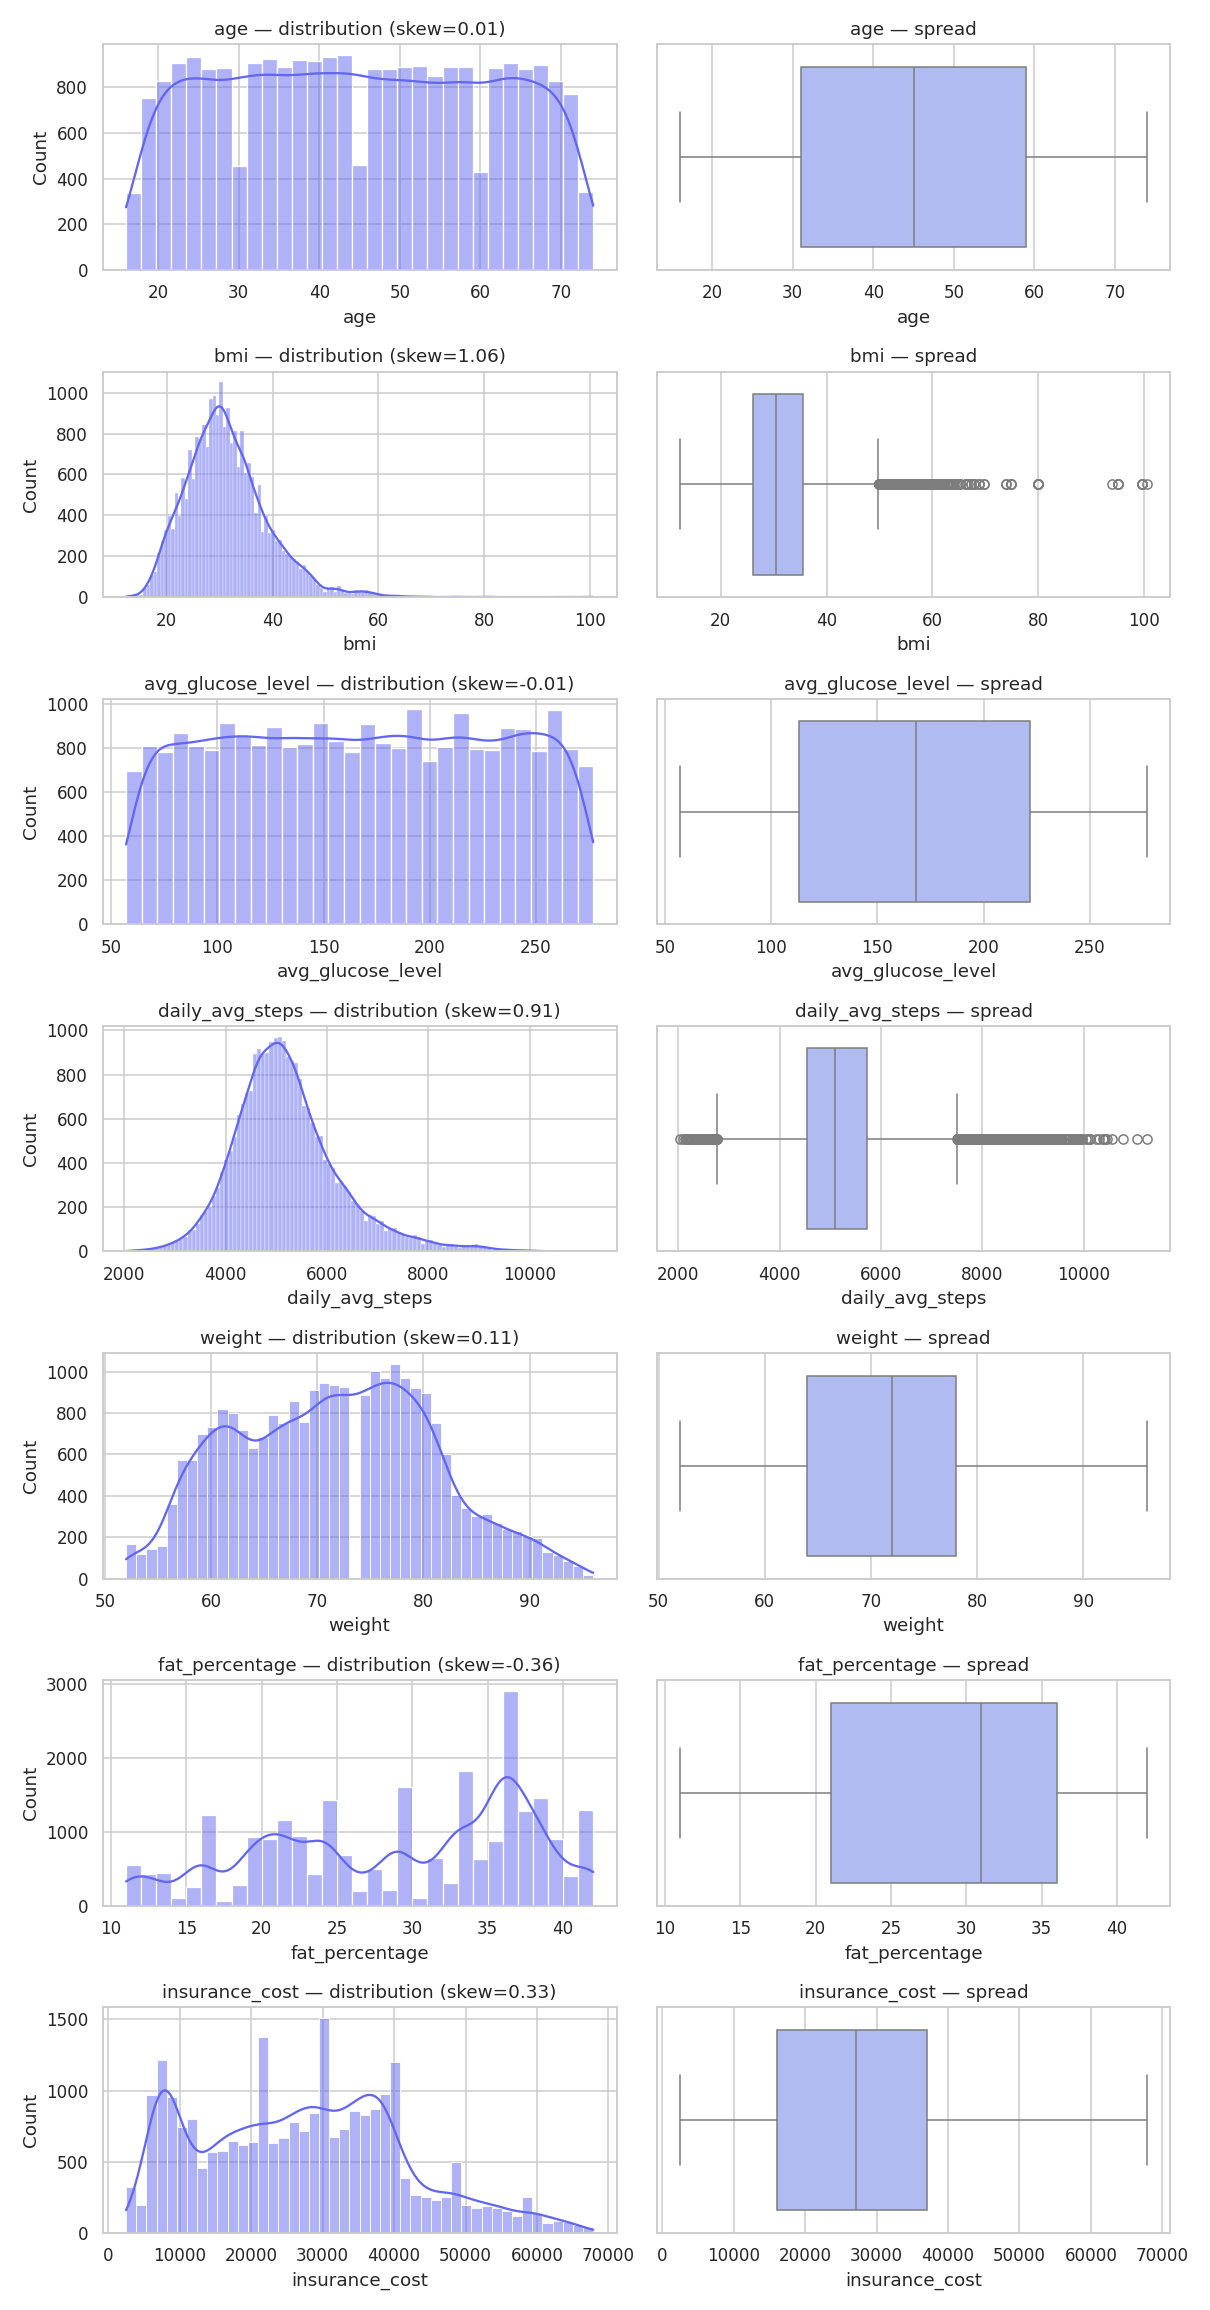 age — distribution (skew=0.01)
Count
800
600
400
200
0
20 30 40 50 60 70
age
age — spread
20 30 40 50 60 70
age
bmi — distribution (skew=1.06)
Count
1000
800
600
400
200
0
20 40 60 80 100
bmi
bmi — spread
20 40 60 80 100
bmi
avg_glucose_level — distribution (skew=-0.01)
Count
1000
800
600
400
200
0
50 100 150 200 250
avg_glucose_level
avg_glucose_level — spread
50 100 150 200 250
avg_glucose_level
daily_avg_steps — distribution (skew=0.91)
Count
1000
800
600
400
200
0
2000 4000 6000 8000 10000
daily_avg_steps
daily_avg_steps — spread
2000 4000 6000 8000 10000
daily_avg_steps
weight — distribution (skew=0.11)
Count
1000
800
600
400
200
0
50 60 70 80 90
weight
weight — spread
50 60 70 80 90
weight
fat_percentage — distribution (skew=-0.36)
Count
3000
2000
1000
0
10 15 20 25 30 35 40
fat_percentage
fat_percentage — spread
10 15 20 25 30 35 40
fat_percentage
insurance_cost — distribution (skew=0.33)
Count
1500
1000
500
0
0 10000 20000 30000 40000 50000 60000 70000
insurance_cost
insurance_cost — spread
0 10000 20000 30000 40000 50000 60000 70000
insurance_cost